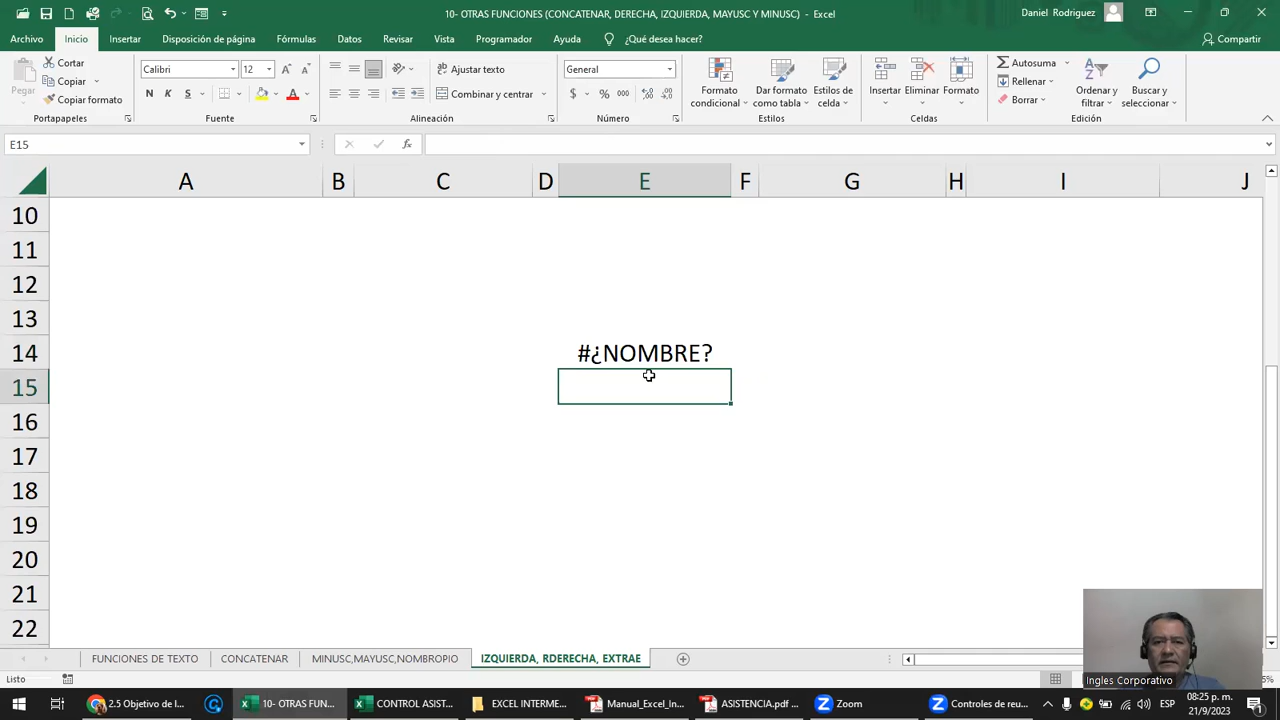 10- OTRAS FUNCIONES (CONCATENAR, DERECHA, IZQUIERDA, MAYUSC Y MINUSC) - Excel
Daniel Rodriguez
Archivo Inicio Insertar Disposición de página Fórmulas Datos Revisar Vista Programador Ayuda ¿Qué desea hacer? Compartir
Pegar
Cortar
Copiar
Copiar formato
Portapapeles
Calibri 12
N K S
Fuente
Ajustar texto
Combinar y centrar
Alineación
General
$ % 000
Número
Formato condicional
Dar formato como tabla
Estilos de celda
Estilos
Insertar Eliminar Formato
Celdas
Autosuma
Rellenar
Borrar
Ordenar y filtrar
Buscar y seleccionar
Edición
E15
fx
A B C D E F G H I J
10
11
12
13
14 #¿NOMBRE?
15
16
17
18
19
20
21
22
Ingles Corporativo
FUNCIONES DE TEXTO CONCATENAR MINUSC,MAYUSC,NOMBROPIO IZQUIERDA, RDERECHA, EXTRAE
Listo
2.5 Objetivo de l... 10- OTRAS FUN... CONTROL ASIST... EXCEL INTERME... Manual_Excel_In... ASISTENCIA.pdf ... Zoom Controles de reu... ESP
08:25 p. m.
21/9/2023